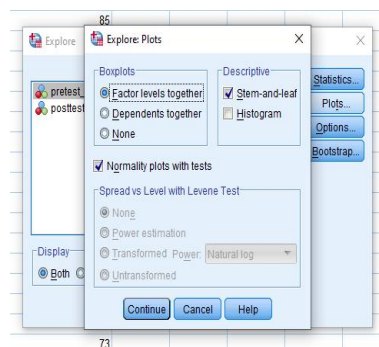 85
Explore
Explore: Plots
Boxplots
Factor levels together
Dependents together
None
Descriptive
Stem-and-leaf
Histogram
Normality plots with tests
Spread vs Level with Levene Test
None
Power estimation
Transformed Power: Natural log
Untransformed
Continue Cancel Help
pretest_
posttest
Display
Both
Statistics...
Plots...
Options...
Bootstrap...
73